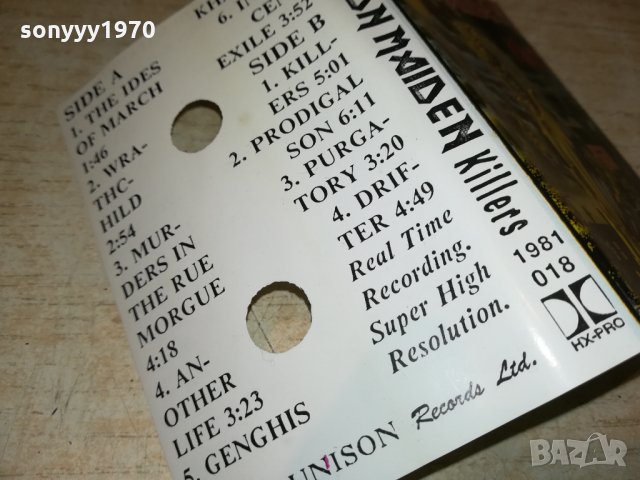 sonyyy1970
SIDE A
1. THE IDES
OF MARCH
1:46
2. WRA-
THC-
HILD
2:54
3. MUR-
DERS IN
THE RUE
MORGUE
4:18
4. AN-
OTHER
LIFE 3:23
5. GENGHIS
EXILE 3:52
SIDE B
1. KILL-
ERS 5:01
2. PRODIGAL
SON 6:11
3. PURGA-
TORY 3:20
4. DRIF-
TER 4:49
Real Time
Recording.
Super High
Resolution.
UNISON Records Ltd.
ON MAIDEN Killers
1981
018
HX-PRO
BAZAR